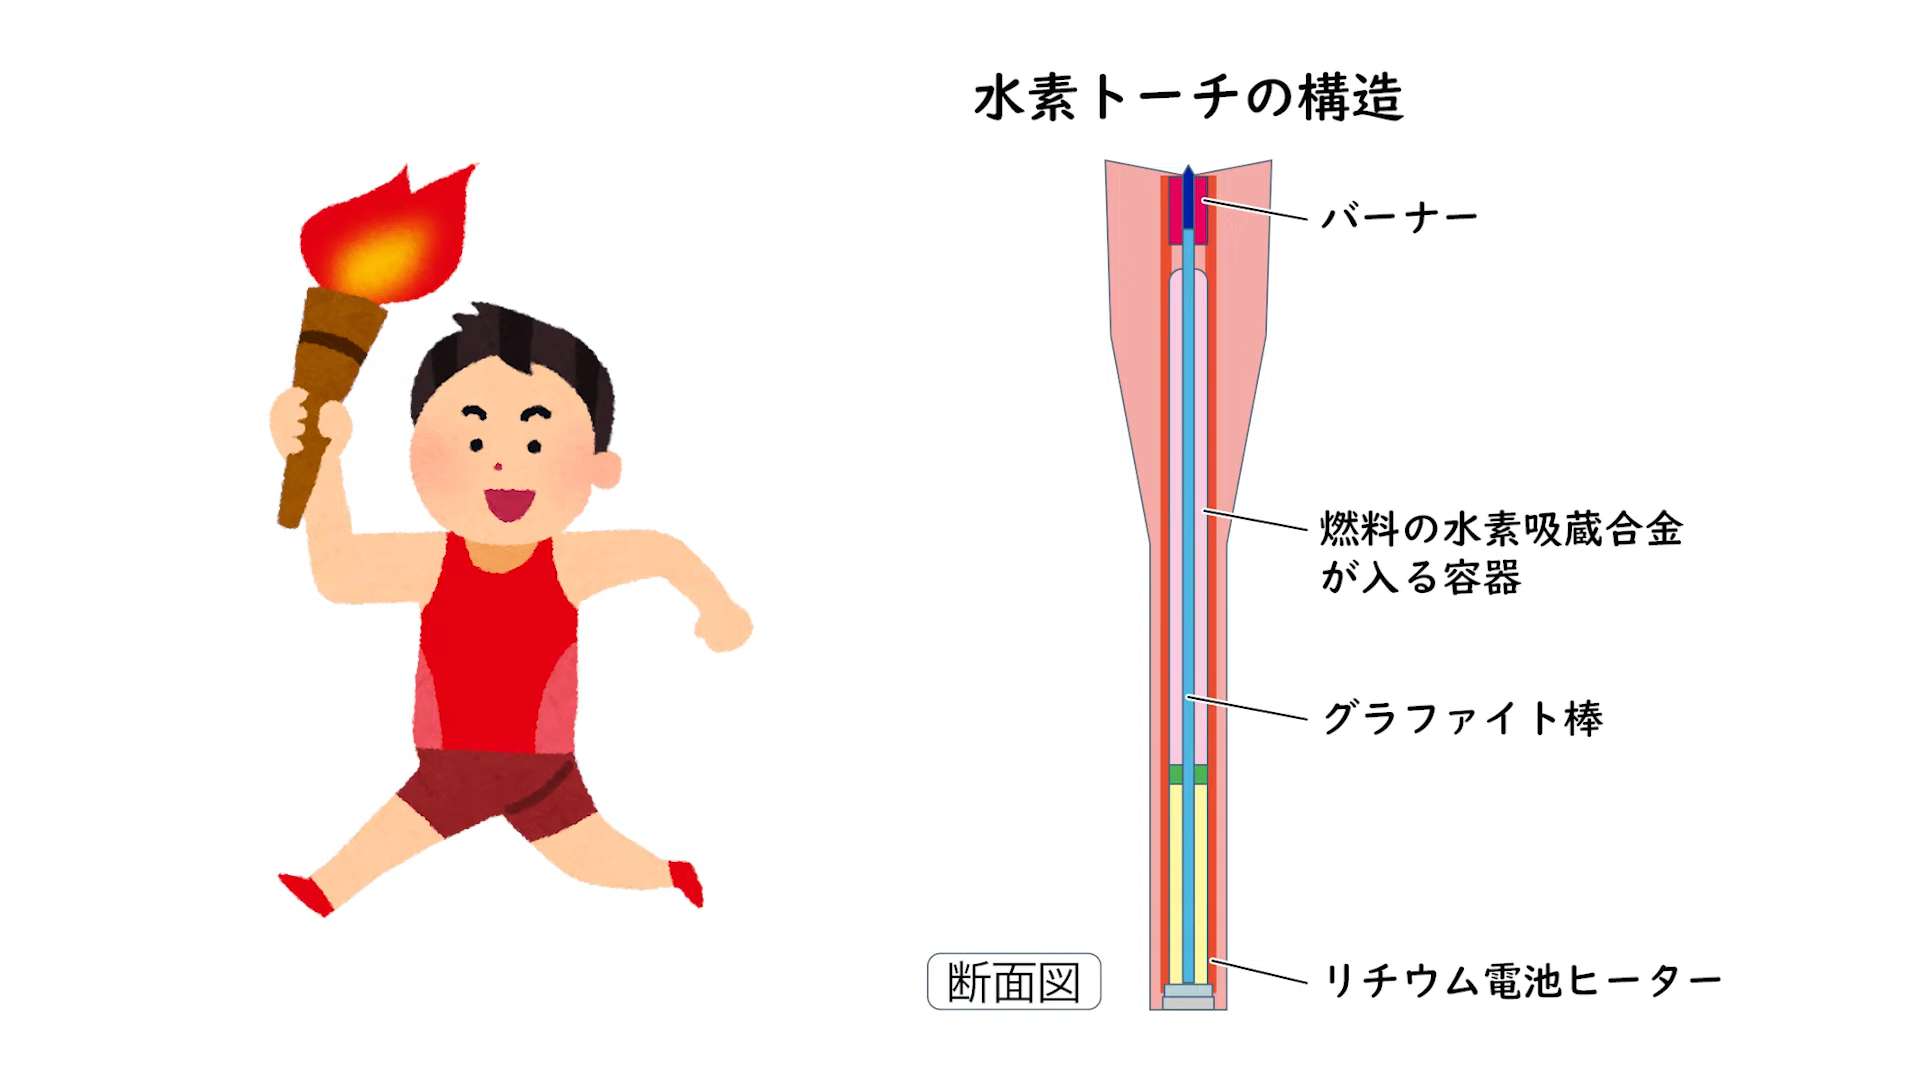 水素トーチの構造
バーナー
燃料の水素吸蔵合金
が入る容器
グラファイト棒
リチウム電池ヒーター
断面図